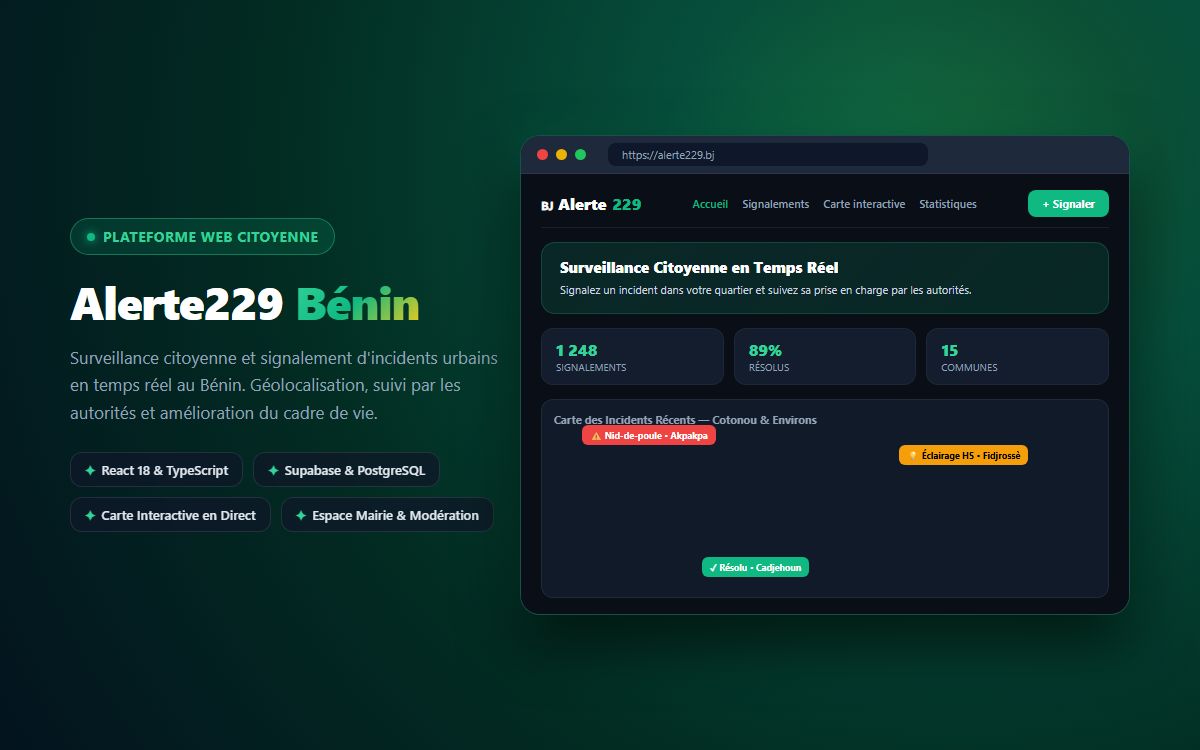 PLATEFORME WEB CITOYENNE
Alerte229 Bénin
Surveillance citoyenne et signalement d'incidents urbains
en temps réel au Bénin. Géolocalisation, suivi par les
autorités et amélioration du cadre de vie.
✦ React 18 & TypeScript
✦ Supabase & PostgreSQL
✦ Carte Interactive en Direct
✦ Espace Mairie & Modération
https://alerte229.bj
BJ Alerte 229
Accueil
Signalements
Carte interactive
Statistiques
+ Signaler
Surveillance Citoyenne en Temps Réel
Signalez un incident dans votre quartier et suivez sa prise en charge par les autorités.
1 248
SIGNALEMENTS
89%
RÉSOLUS
15
COMMUNES
Carte des Incidents Récents — Cotonou & Environs
⚠ Nid-de-poule • Akpakpa
💡 Éclairage HS • Fidjrossè
✓ Résolu • Cadjehoun